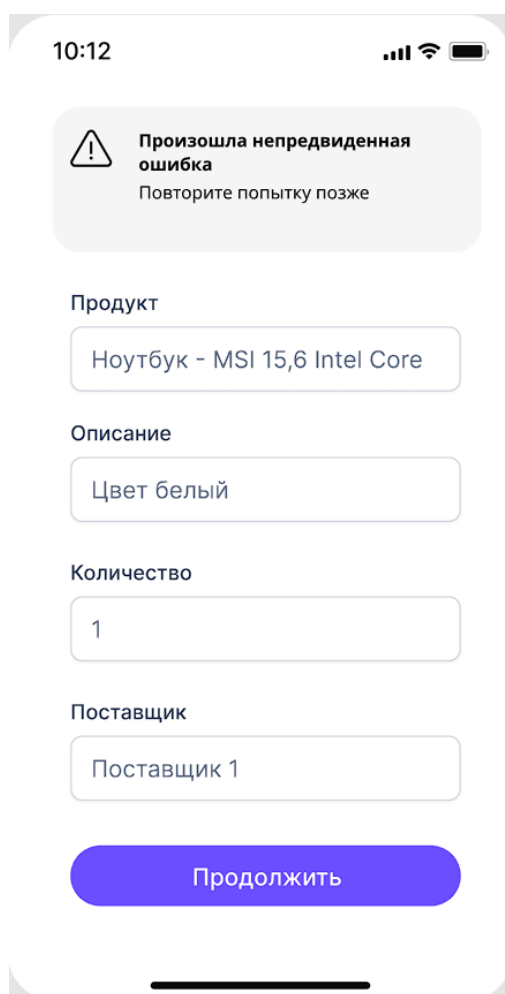 10:12
Произошла непредвиденная
ошибка
Повторите попытку позже
Продукт
Ноутбук - MSI 15,6 Intel Core
Описание
Цвет белый
Количество
1
Поставщик
Поставщик 1
Продолжить